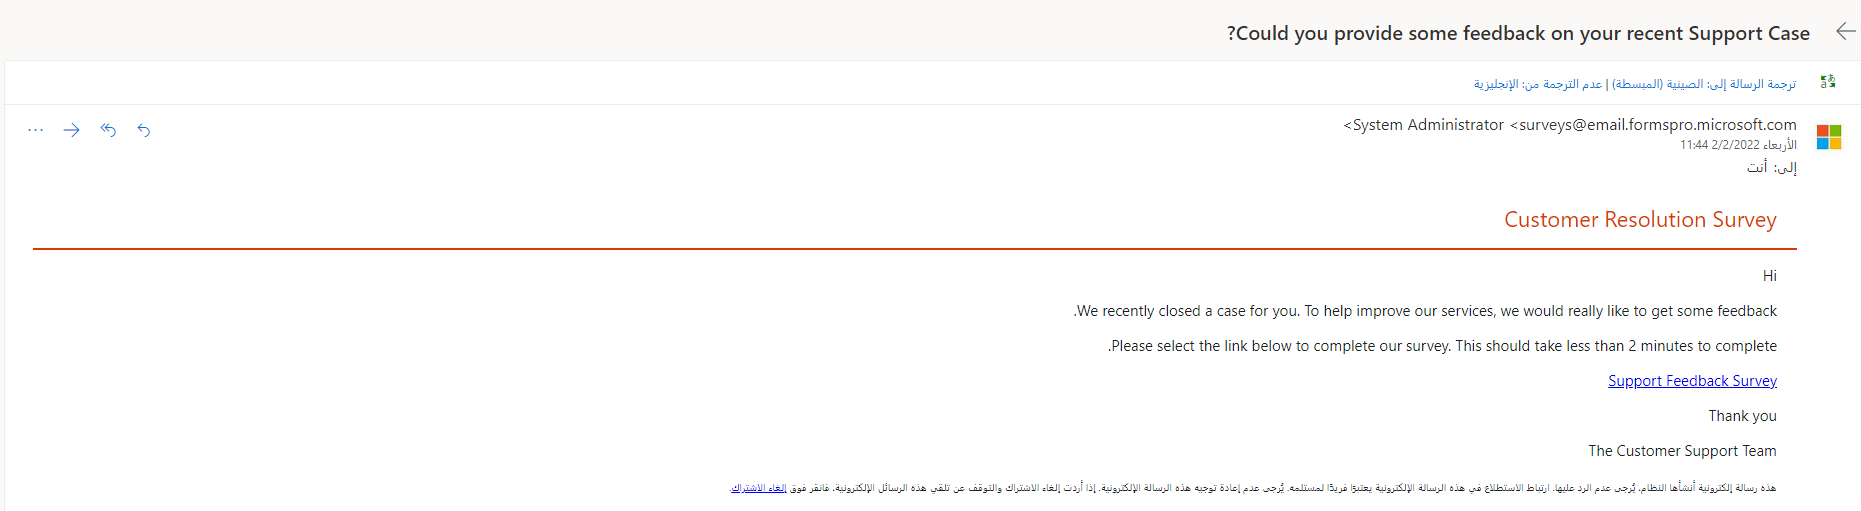 Could you provide some feedback on your recent Support Case?
ترجمة الرسالة إلى: الصينية (المبسطة) | عدم الترجمة من: الإنجليزية
System Administrator <surveys@email.formspro.microsoft.com>
الأربعاء 2/2/2022 11:44
إلى: أنت
Customer Resolution Survey
Hi
We recently closed a case for you. To help improve our services, we would really like to get some feedback.
Please select the link below to complete our survey. This should take less than 2 minutes to complete.
Support Feedback Survey
Thank you
The Customer Support Team
هذه رسالة إلكترونية أنشأها النظام. يُرجى عدم الرد عليها. ارتباط الاستطلاع في هذه الرسالة الإلكترونية يعتبرًا فريدًا لمستلمه. يُرجى عدم إعادة توجيه هذه الرسالة الإلكترونية. إذا أردت إلغاء الاشتراك والتوقف عن تلقي هذه الرسائل الإلكترونية، فانقر فوق إلغاء الاشتراك.